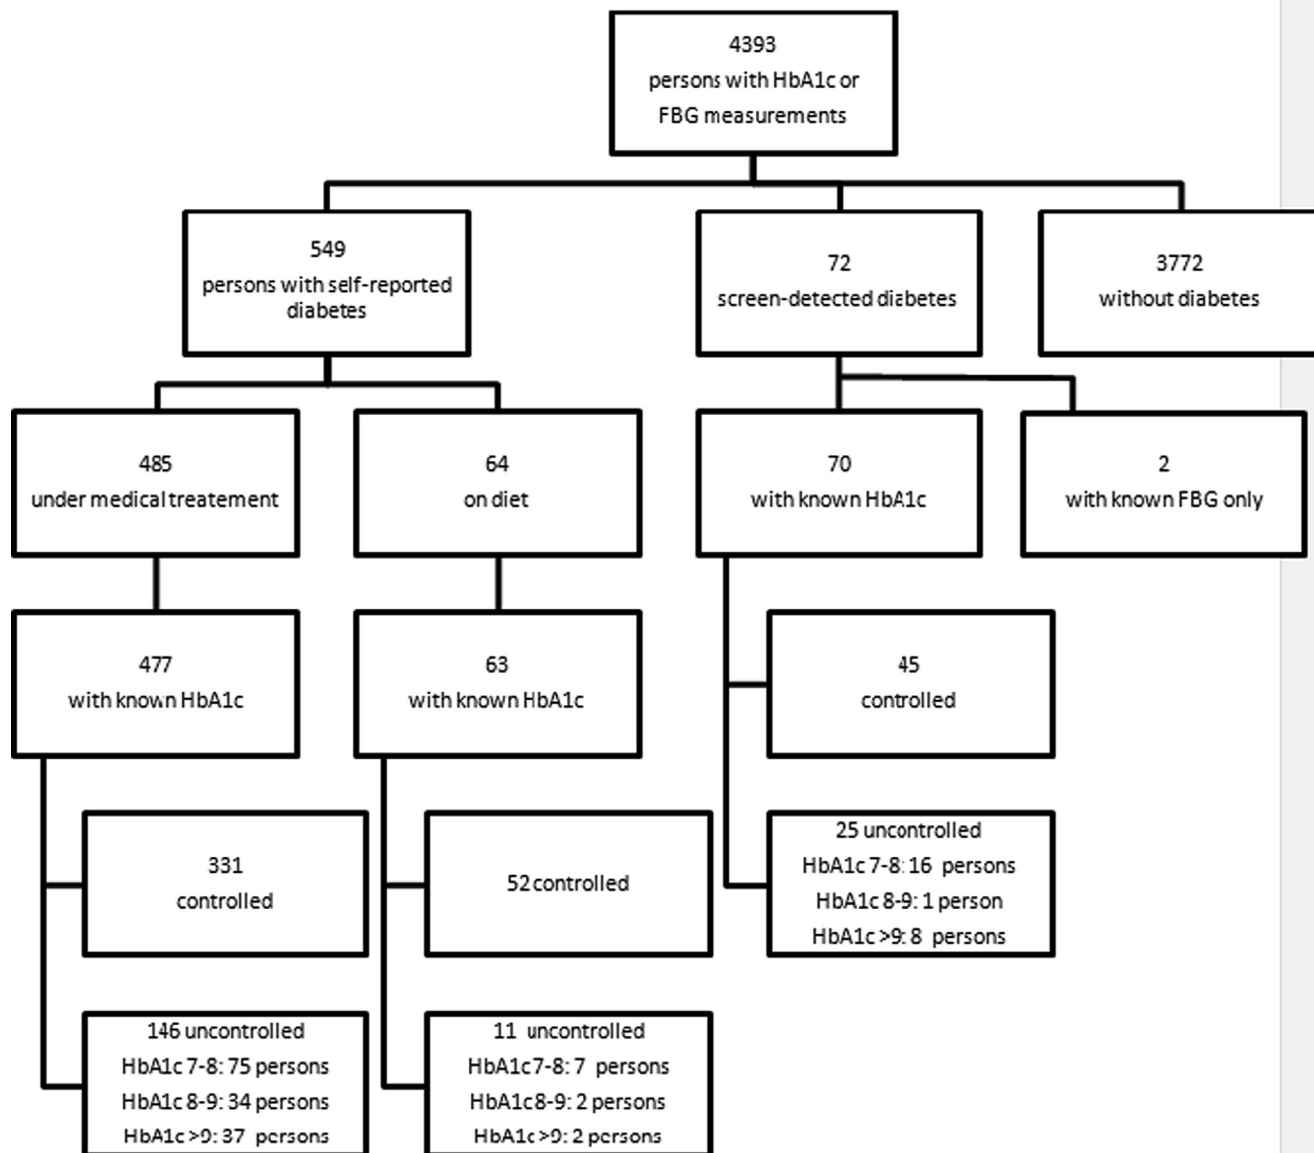 4393
persons with HbA1c or
FBG measurements
549
persons with self-reported
diabetes
72
screen-detected diabetes
3772
without diabetes
485
under medical treatement
64
on diet
70
with known HbA1c
2
with known FBG only
477
with known HbA1c
63
with known HbA1c
45
controlled
331
controlled
52 controlled
25 uncontrolled
HbA1c 7-8: 16 persons
HbA1c 8-9: 1 person
HbA1c >9: 8 persons
146 uncontrolled
HbA1c 7-8: 75 persons
HbA1c 8-9: 34 persons
HbA1c >9: 37 persons
11 uncontrolled
HbA1c 7-8: 7 persons
HbA1c 8-9: 2 persons
HbA1c >9: 2 persons